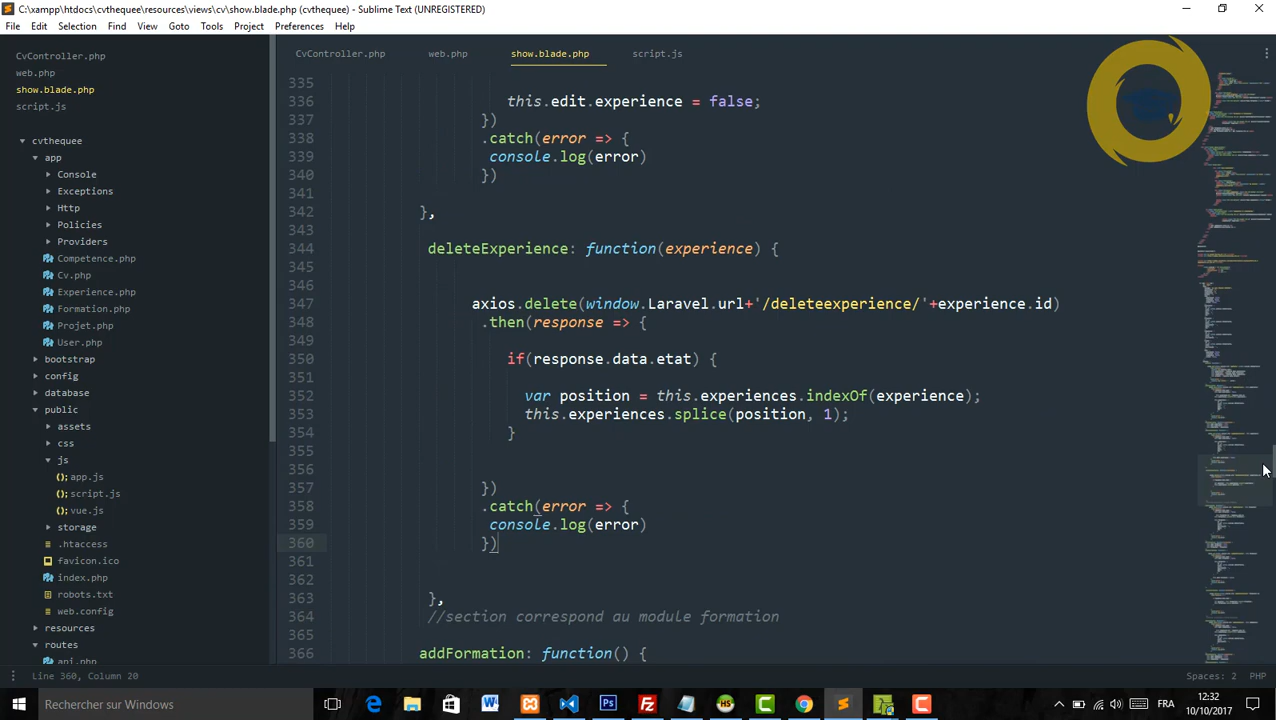 C:\xampp\htdocs\cvthequee\resources\views\cv\show.blade.php (cvthequee) - Sublime Text (UNREGISTERED)
File Edit Selection Find View Goto Tools Project Preferences Help
CvController.php
web.php
show.blade.php
script.js
cvthequee
app
Console
Exceptions
Http
Policies
Providers
Competence.php
Cv.php
Experience.php
Formation.php
Projet.php
User.php
bootstrap
config
database
public
assets
css
js
app.js
script.js
vue.js
storage
.htaccess
favicon.ico
index.php
robots.txt
web.config
resources
routes
api.php
CvController.php web.php show.blade.php script.js
335
336 this.edit.experience = false;
337 })
338 .catch(error => {
339 console.log(error)
340 })
341
342 },
343
344 deleteExperience: function(experience) {
345
346
347 axios.delete(window.Laravel.url+'/deleteexperience/'+experience.id)
348 .then(response => {
349
350 if(response.data.etat) {
351
352 var position = this.experiences.indexOf(experience);
353 this.experiences.splice(position, 1);
354
355 }
356
357 })
358 .catch(error => {
359 console.log(error)
360 })
361
362
363 },
364 //section responsable module formation
365
366 addFormation: function() {
Line 360, Column 20 Spaces: 2 PHP
Rechercher sur Windows FRA 12:32
10/10/2017